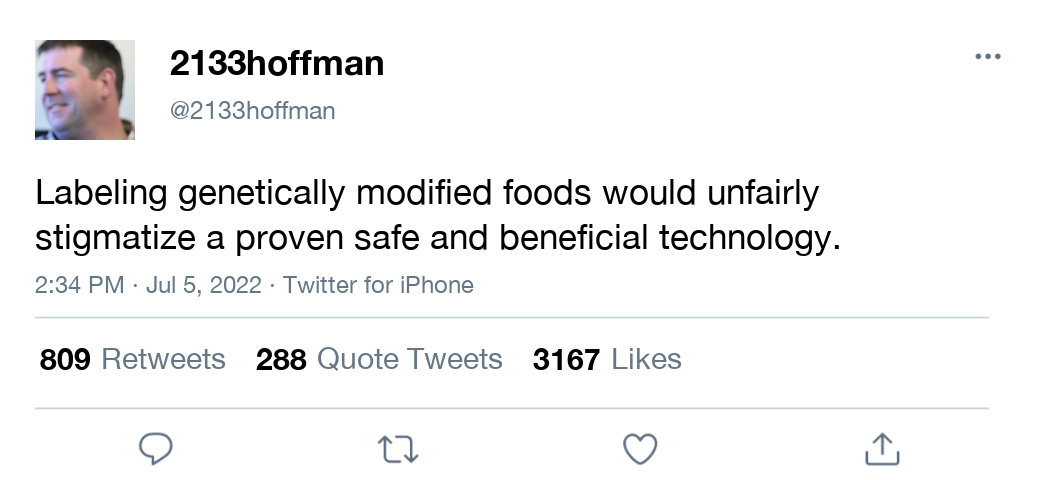 2133hoffman
@2133hoffman
Labeling genetically modified foods would unfairly
stigmatize a proven safe and beneficial technology.
2:34 PM · Jul 5, 2022 · Twitter for iPhone
809 Retweets 288 Quote Tweets 3167 Likes